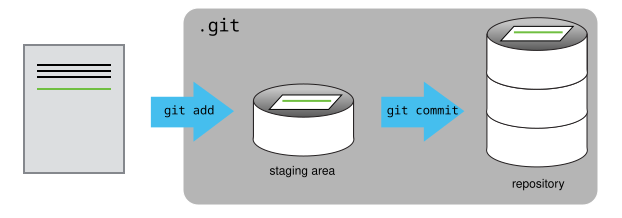 .git
git add
git commit
staging area
repository